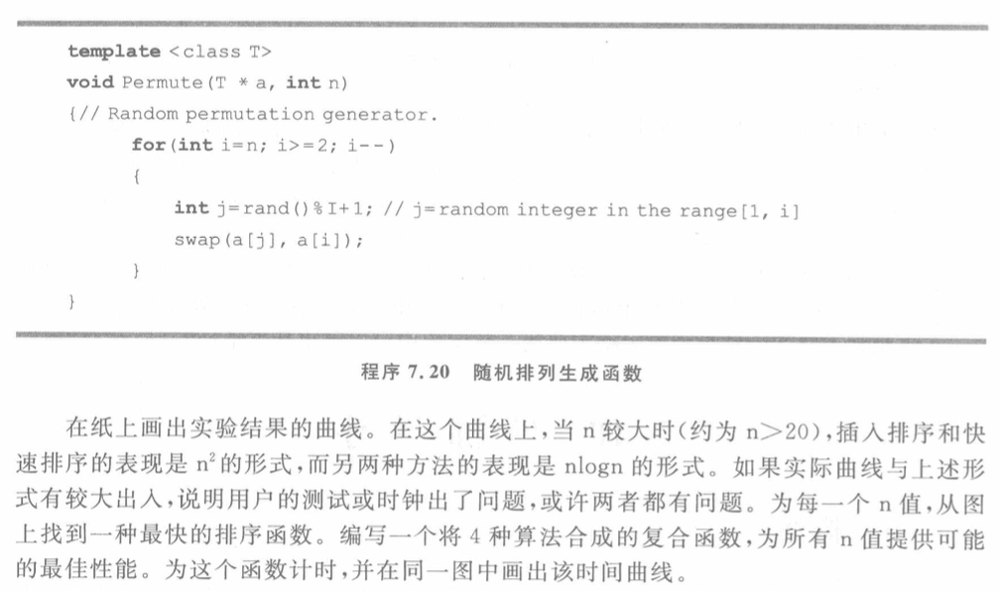 template <class T>
void Permute(T * a, int n)
{// Random permutation generator.
for(int i=n; i>=2; i--)
{
int j=rand()%I+1; // j=random integer in the range[1, i]
swap(a[j], a[i]);
}
}
程序 7.20 随机排列生成函数
在纸上画出实验结果的曲线。在这个曲线上,当 n 较大时(约为 n>20),插入排序和快
速排序的表现是 n²的形式,而另两种方法的表现是 nlogn 的形式。如果实际曲线与上述形
式有较大出入,说明用户的测试或时钟出了问题,或许两者都有问题。为每一个 n 值,从图
上找到一种最快的排序函数。编写一个将 4 种算法合成的复合函数,为所有 n 值提供可能
的最佳性能。为这个函数计时,并在同一图中画出该时间曲线。